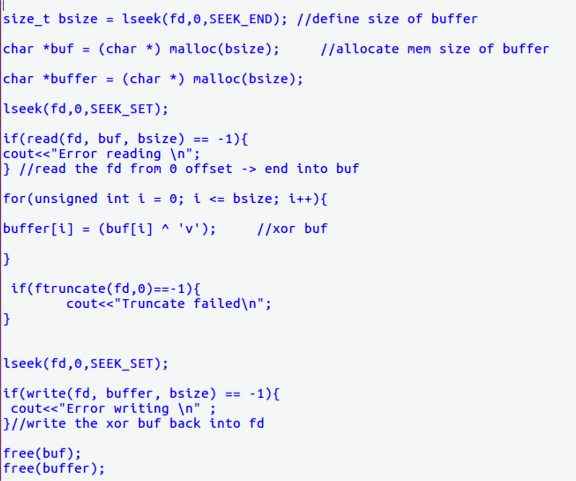 size_t bsize = lseek(fd,0,SEEK_END); //define size of buffer
char *buf = (char *) malloc(bsize);     //allocate mem size of buffer
char *buffer = (char *) malloc(bsize);
lseek(fd,0,SEEK_SET);
if(read(fd, buf, bsize) == -1){
cout<<"Error reading \n";
} //read the fd from 0 offset -> end into buf
for(unsigned int i = 0; i <= bsize; i++){
buffer[i] = (buf[i] ^ 'v');     //xor buf
}
 if(ftruncate(fd,0)==-1){
        cout<<"Truncate failed\n";
}
lseek(fd,0,SEEK_SET);
if(write(fd, buffer, bsize) == -1){
 cout<<"Error writing \n" ;
}//write the xor buf back into fd
free(buf);
free(buffer);